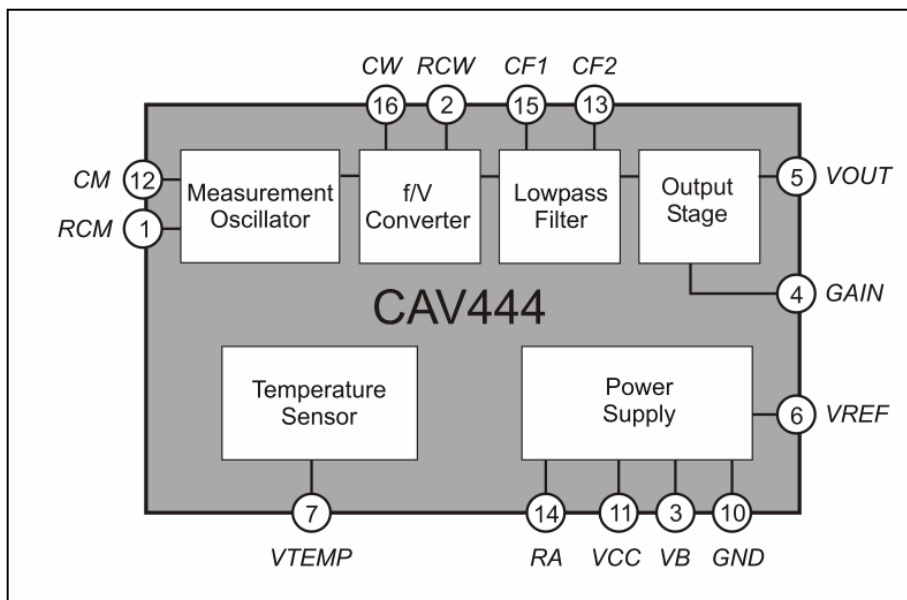 CW RCW CF1 CF2
16 2 15 13
CM 12
RCM 1
Measurement
Oscillator
f/V
Converter
Lowpass
Filter
Output
Stage
5 VOUT
4 GAIN
CAV444
Temperature
Sensor
Power
Supply
6 VREF
7 14 11 3 10
VTEMP RA VCC VB GND